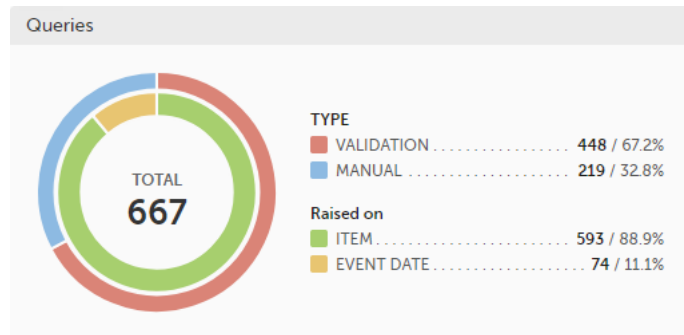 Queries
TOTAL
667
TYPE
VALIDATION ................. 448 / 67.2%
MANUAL .................... 219 / 32.8%
Raised on
ITEM ........................ 593 / 88.9%
EVENT DATE ................... 74 / 11.1%